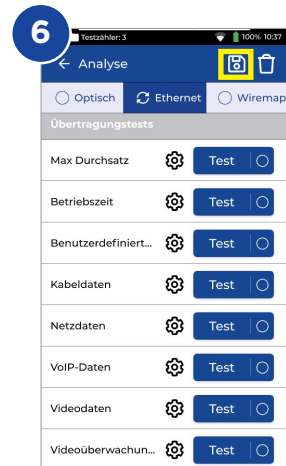 6
Testzähler: 3
100% 10:37
Analyse
Optisch Ethernet Wiremap
Übertragungstests
Max Durchsatz Test
Betriebszeit Test
Benutzerdefiniert... Test
Kabeldaten Test
Netzdaten Test
VoIP-Daten Test
Videodaten Test
Videoüberwachun... Test